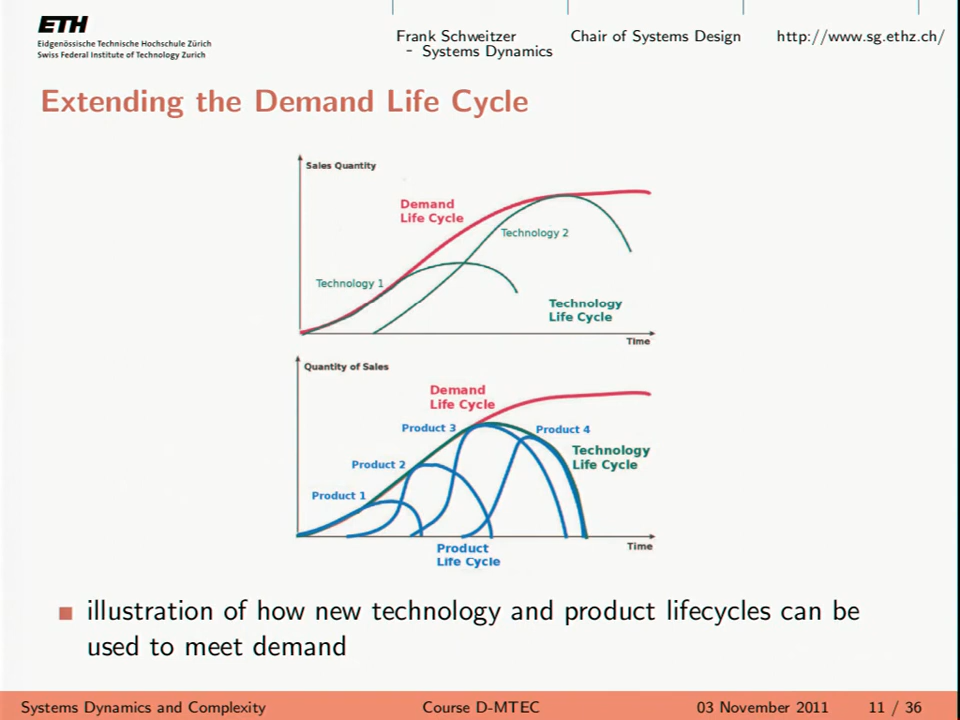 ETH
Eidgenössische Technische Hochschule Zürich
Swiss Federal Institute of Technology Zurich
Frank Schweitzer
- Systems Dynamics
Chair of Systems Design
http://www.sg.ethz.ch/
Extending the Demand Life Cycle
Sales Quantity
Demand
Life Cycle
Technology 2
Technology 1
Technology
Life Cycle
Time
Quantity of Sales
Demand
Life Cycle
Product 3
Product 4
Technology
Life Cycle
Product 2
Product 1
Time
Product
Life Cycle
illustration of how new technology and product lifecycles can be
used to meet demand
Systems Dynamics and Complexity
Course D-MTEC
03 November 2011
11 / 36